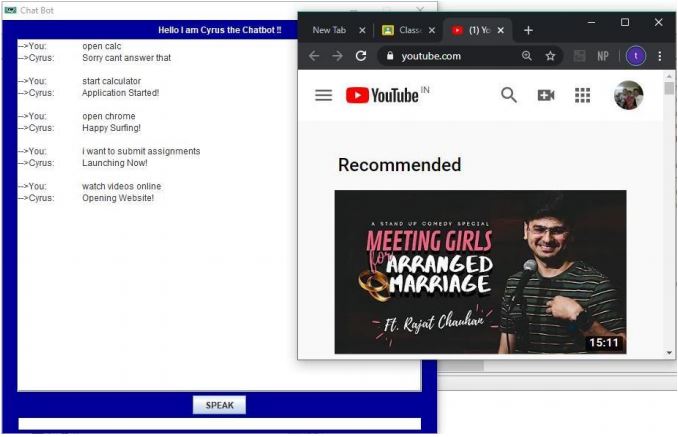 Chat Bot
Hello I am Cyrus the Chatbot !!
-->You: open calc
-->Cyrus: Sorry cant answer that
-->You: start calculator
-->Cyrus: Application Started!
-->You: open chrome
-->Cyrus: Happy Surfing!
-->You: i want to submit assignments
-->Cyrus: Launching Now!
-->You: watch videos online
-->Cyrus: Opening Website!
SPEAK
New Tab
Classe
(1) Yo
youtube.com
NP
t
YouTube IN
Recommended
A STAND UP COMEDY SPECIAL
MEETING GIRLS
for ARRANGED
MARRIAGE
Ft. Rajat Chauhan
15:11